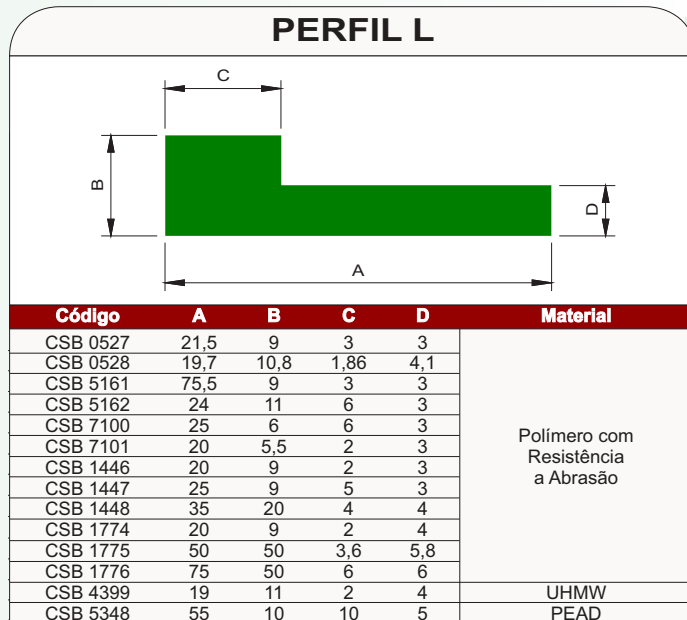 PERFIL L
C
B
D
A
Código A B C D Material
CSB 0527 21,5 9 3 3
CSB 0528 19,7 10,8 1,86 4,1
CSB 5161 75,5 9 3 3
CSB 5162 24 11 6 3
CSB 7100 25 6 6 3
CSB 7101 20 5,5 2 3
CSB 1446 20 9 2 3
CSB 1447 25 9 5 3
CSB 1448 35 20 4 4
CSB 1774 20 9 2 4
CSB 1775 50 50 3,6 5,8
CSB 1776 75 50 6 6
Polímero com
Resistência
a Abrasão
CSB 4399 19 11 2 4 UHMW
CSB 5348 55 10 10 5 PEAD